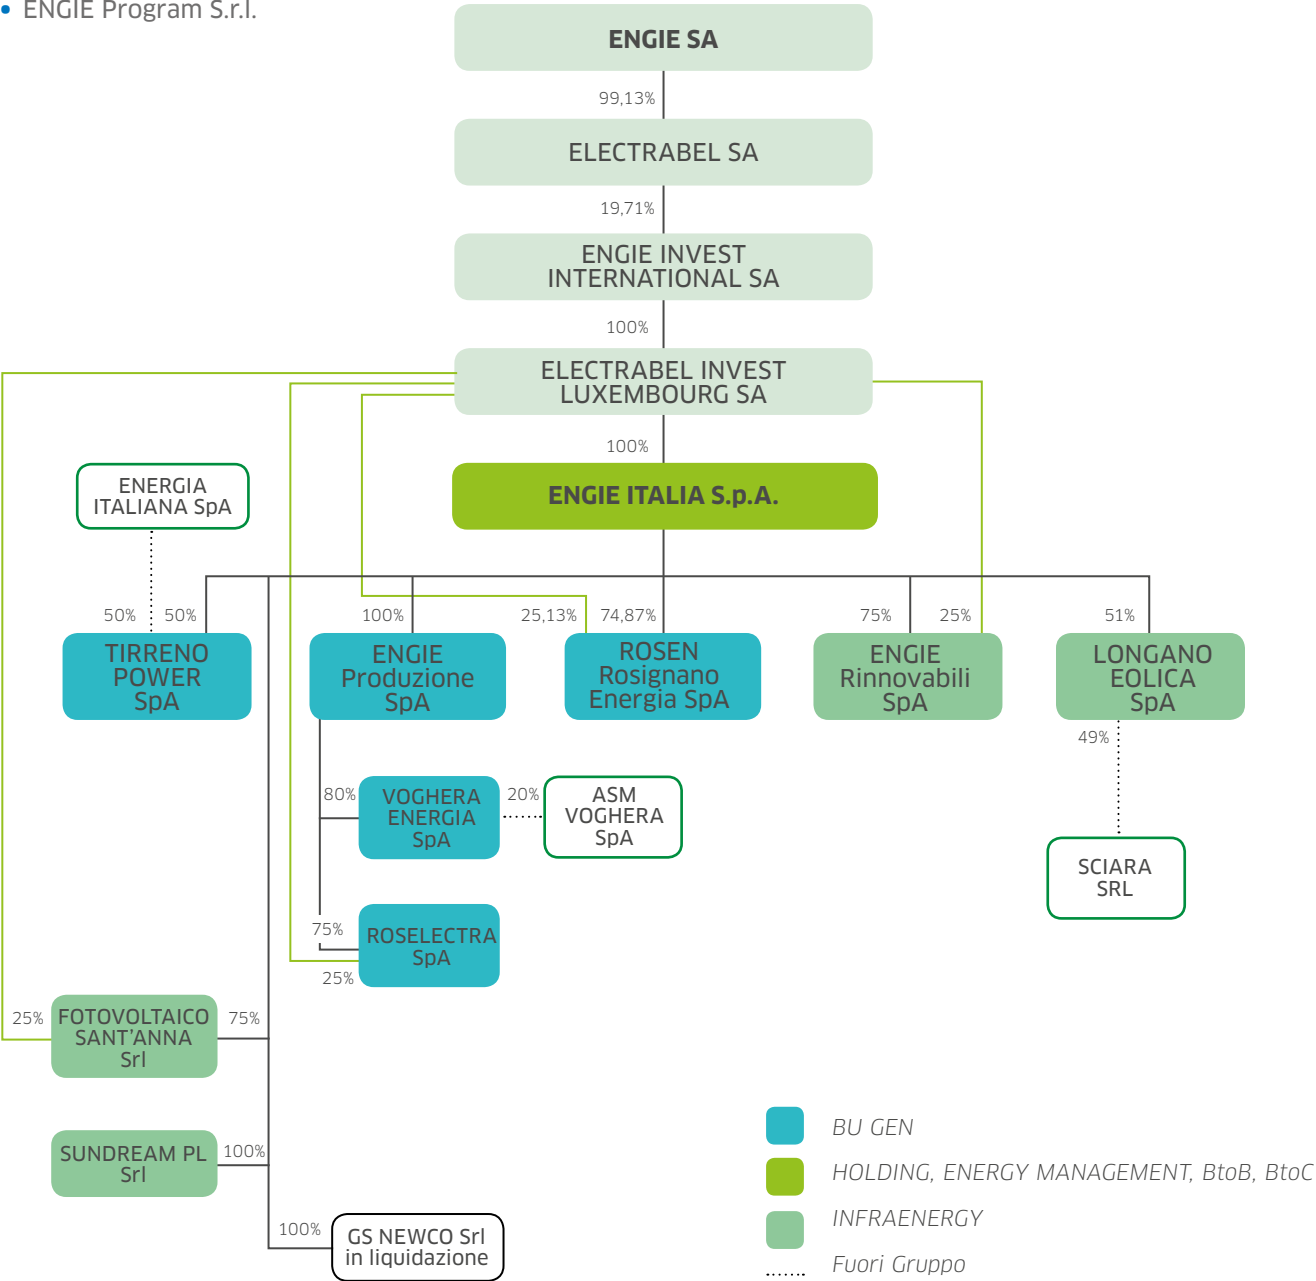 • ENGIE Program S.r.l.
ENGIE SA
99,13%
ELECTRABEL SA
19,71%
ENGIE INVEST
INTERNATIONAL SA
100%
ELECTRABEL INVEST
LUXEMBOURG SA
100%
ENGIE ITALIA S.p.A.
ENERGIA
ITALIANA SpA
50%
50%
100%
25,13%
74,87%
75%
25%
51%
TIRRENO
POWER
SpA
ENGIE
Produzione
SpA
ROSEN
Rosignano
Energia SpA
ENGIE
Rinnovabili
SpA
LONGANO
EOLICA
SpA
49%
80%
VOGHERA
ENERGIA
SpA
20%
ASM
VOGHERA
SpA
SCIARA
SRL
75%
ROSELECTRA
SpA
25%
25%
FOTOVOLTAICO
SANT'ANNA
Srl
75%
SUNDREAM PL
Srl
100%
100%
GS NEWCO Srl
in liquidazione
BU GEN
HOLDING, ENERGY MANAGEMENT, BtoB, BtoC
INFRAENERGY
Fuori Gruppo